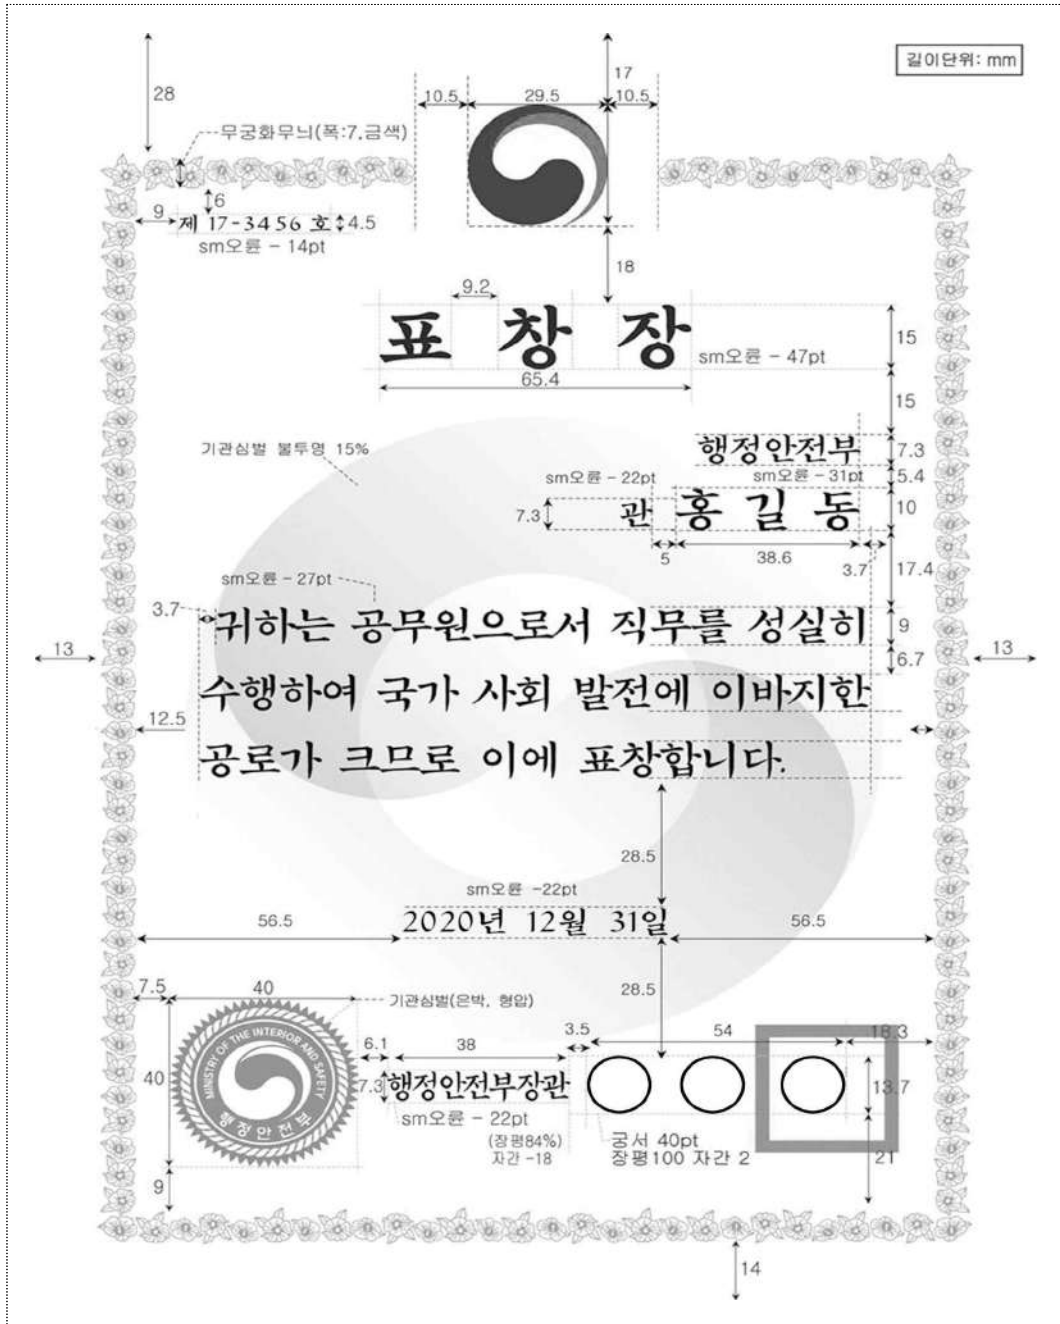 길이단위: mm
17
28
10.5 29.5 10.5
무궁화무늬(폭:7,금색)
6
9
제 17-3456 호 4.5
sm오륜 - 14pt
18
9.2
표 창 장
15
sm오륜 - 47pt
65.4
15
기관심벌 불투명 15%
행정안전부 7.3
sm오륜 - 22pt sm오륜 - 31pt 5.4
7.3 관 홍 길 동 10
5 38.6 3.7 17.4
sm오륜 - 27pt
3.7 귀하는 공무원으로서 직무를 성실히 9
13 6.7 13
수행하여 국가 사회 발전에 이바지한
12.5
공로가 크므로 이에 표창합니다.
28.5
sm오륜 -22pt
56.5 2020년 12월 31일 56.5
7.5 40 28.5
기관심벌(은박, 형압)
3.5 54 18.3
6.1 38
MINISTRY OF THE INTERIOR AND SAFETY
행정안전부
40 7.3 행정안전부장관 13.7
sm오륜 - 22pt
(장평84%)
자간 -18
궁서 40pt
장평100 자간 2
21
9
14